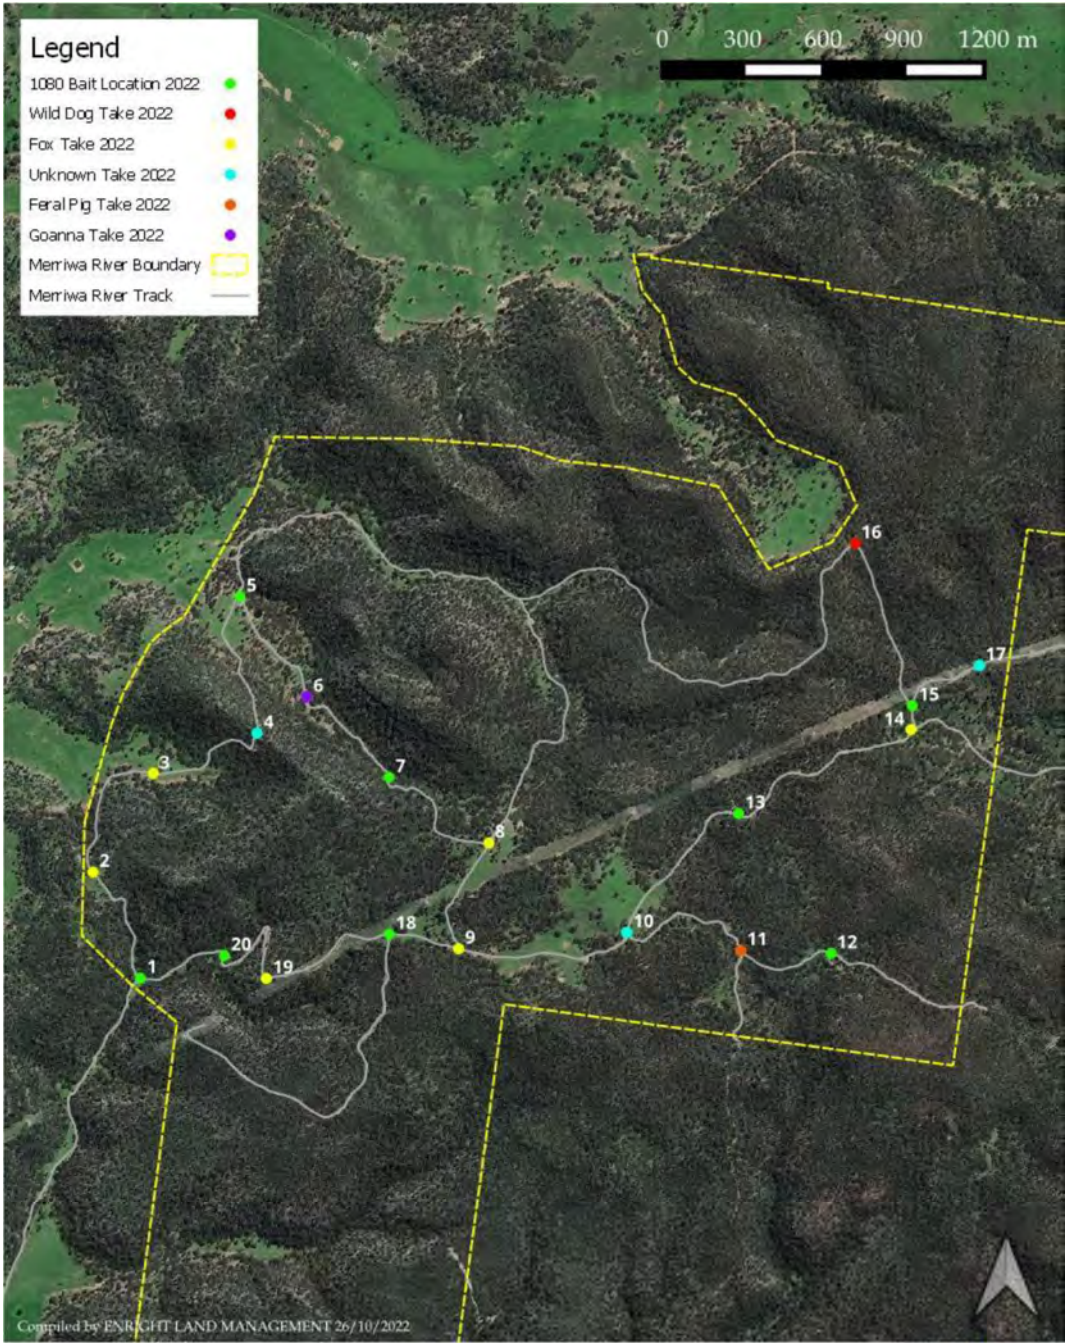 Legend
1080 Bait Location 2022
Wild Dog Take 2022
Fox Take 2022
Unknown Take 2022
Feral Pig Take 2022
Goanna Take 2022
Merriwa River Boundary
Merriwa River Track
0 300 600 900 1200 m
16
5
17
6
15
4
14
3
7
13
8
2
18
10
9
11
12
20
1
19
Compiled by ENRIGHT LAND MANAGEMENT 26/10/2022